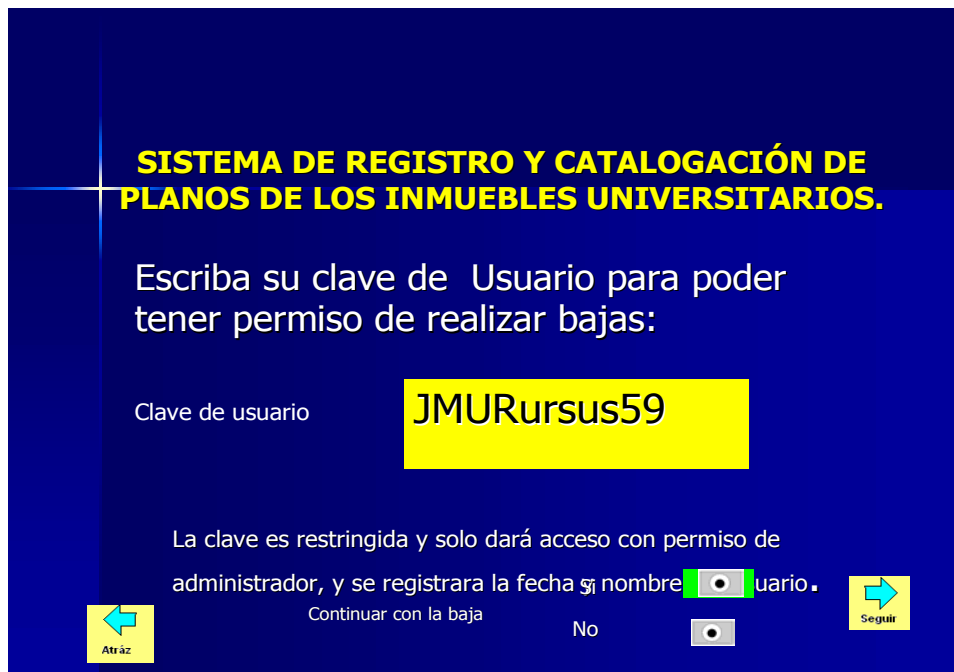 SISTEMA DE REGISTRO Y CATALOGACIÓN DE
PLANOS DE LOS INMUEBLES UNIVERSITARIOS.
Escriba su clave de Usuario para poder
tener permiso de realizar bajas:
Clave de usuario
JMURursus59
La clave es restringida y solo dará acceso con permiso de
administrador, y se registrara la fecha y nombre uario.
Si
Continuar con la baja
No
Atráz
Seguir